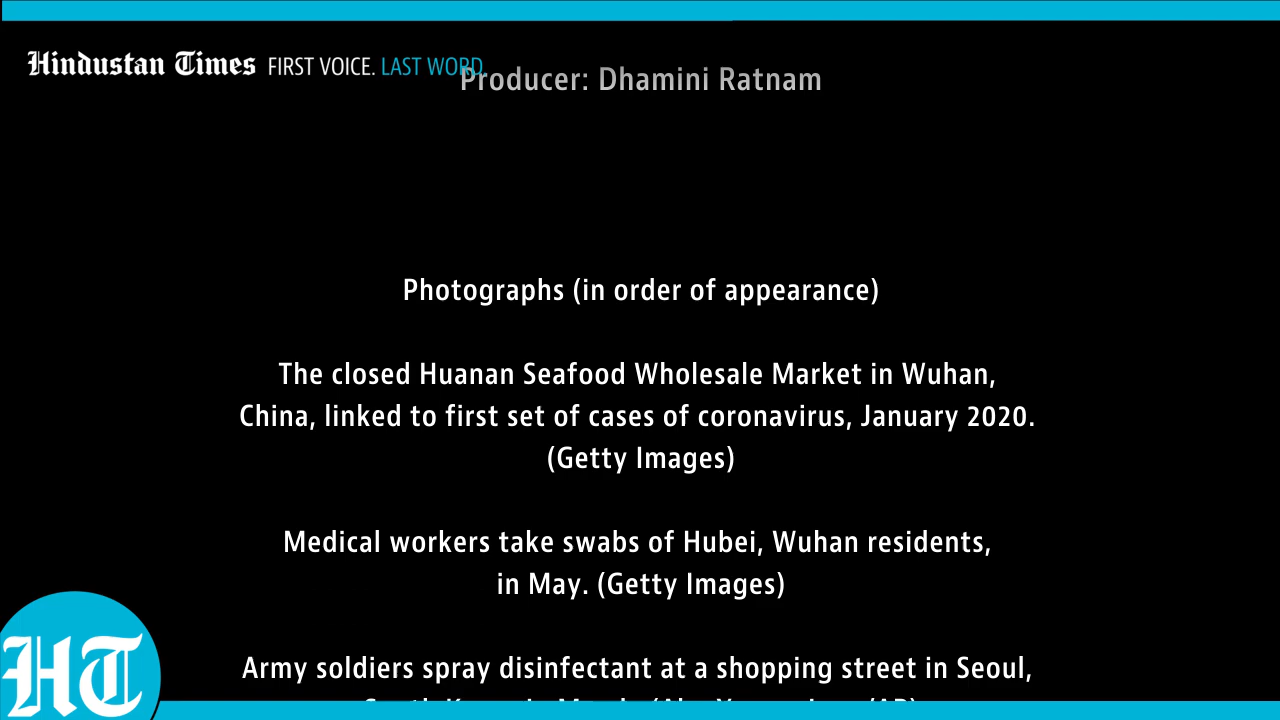 Hindustan Times FIRST VOICE. LAST WORD.
Producer: Dhamini Ratnam
Photographs (in order of appearance)
The closed Huanan Seafood Wholesale Market in Wuhan,
China, linked to first set of cases of coronavirus, January 2020.
(Getty Images)
Medical workers take swabs of Hubei, Wuhan residents,
in May. (Getty Images)
Army soldiers spray disinfectant at a shopping street in Seoul,
HT